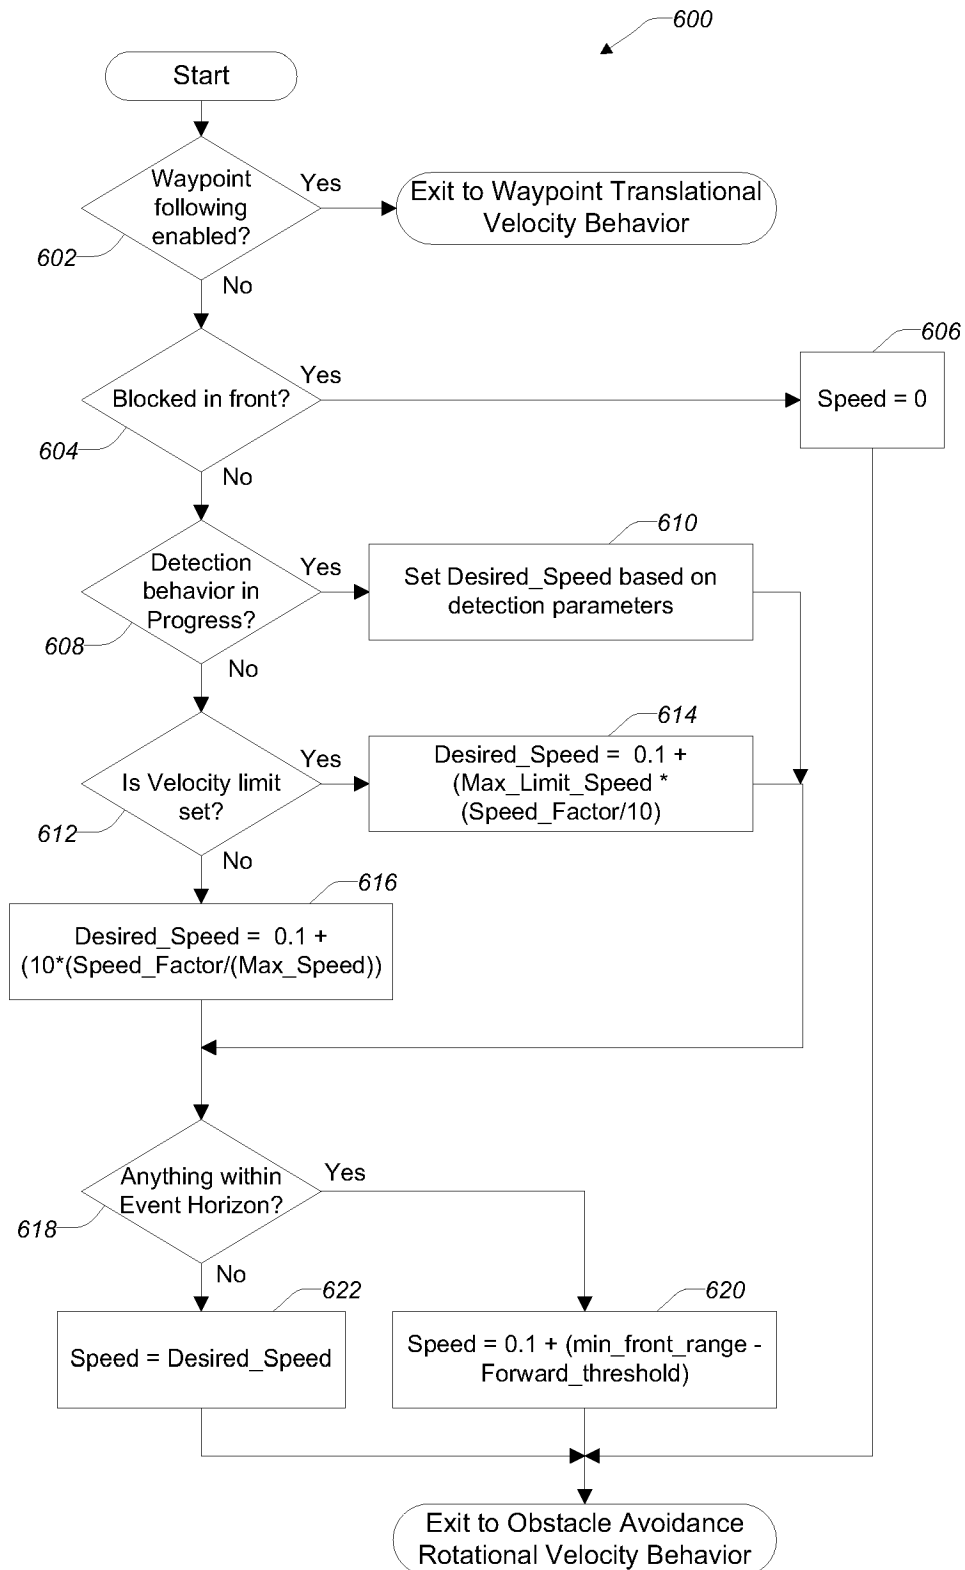 600
Start
Waypoint
following
enabled?
Yes
Exit to Waypoint Translational
Velocity Behavior
602
No
606
Blocked in front?
Yes
Speed = 0
604
No
610
Detection
behavior in
Progress?
Yes
Set Desired_Speed based on
detection parameters
608
No
614
Is Velocity limit
set?
Yes
Desired_Speed = 0.1 +
(Max_Limit_Speed *
(Speed_Factor/10)
612
No
616
Desired_Speed = 0.1 +
(10*(Speed_Factor/(Max_Speed))
Anything within
Event Horizon?
Yes
618
No
622
620
Speed = Desired_Speed
Speed = 0.1 + (min_front_range -
Forward_threshold)
Exit to Obstacle Avoidance
Rotational Velocity Behavior